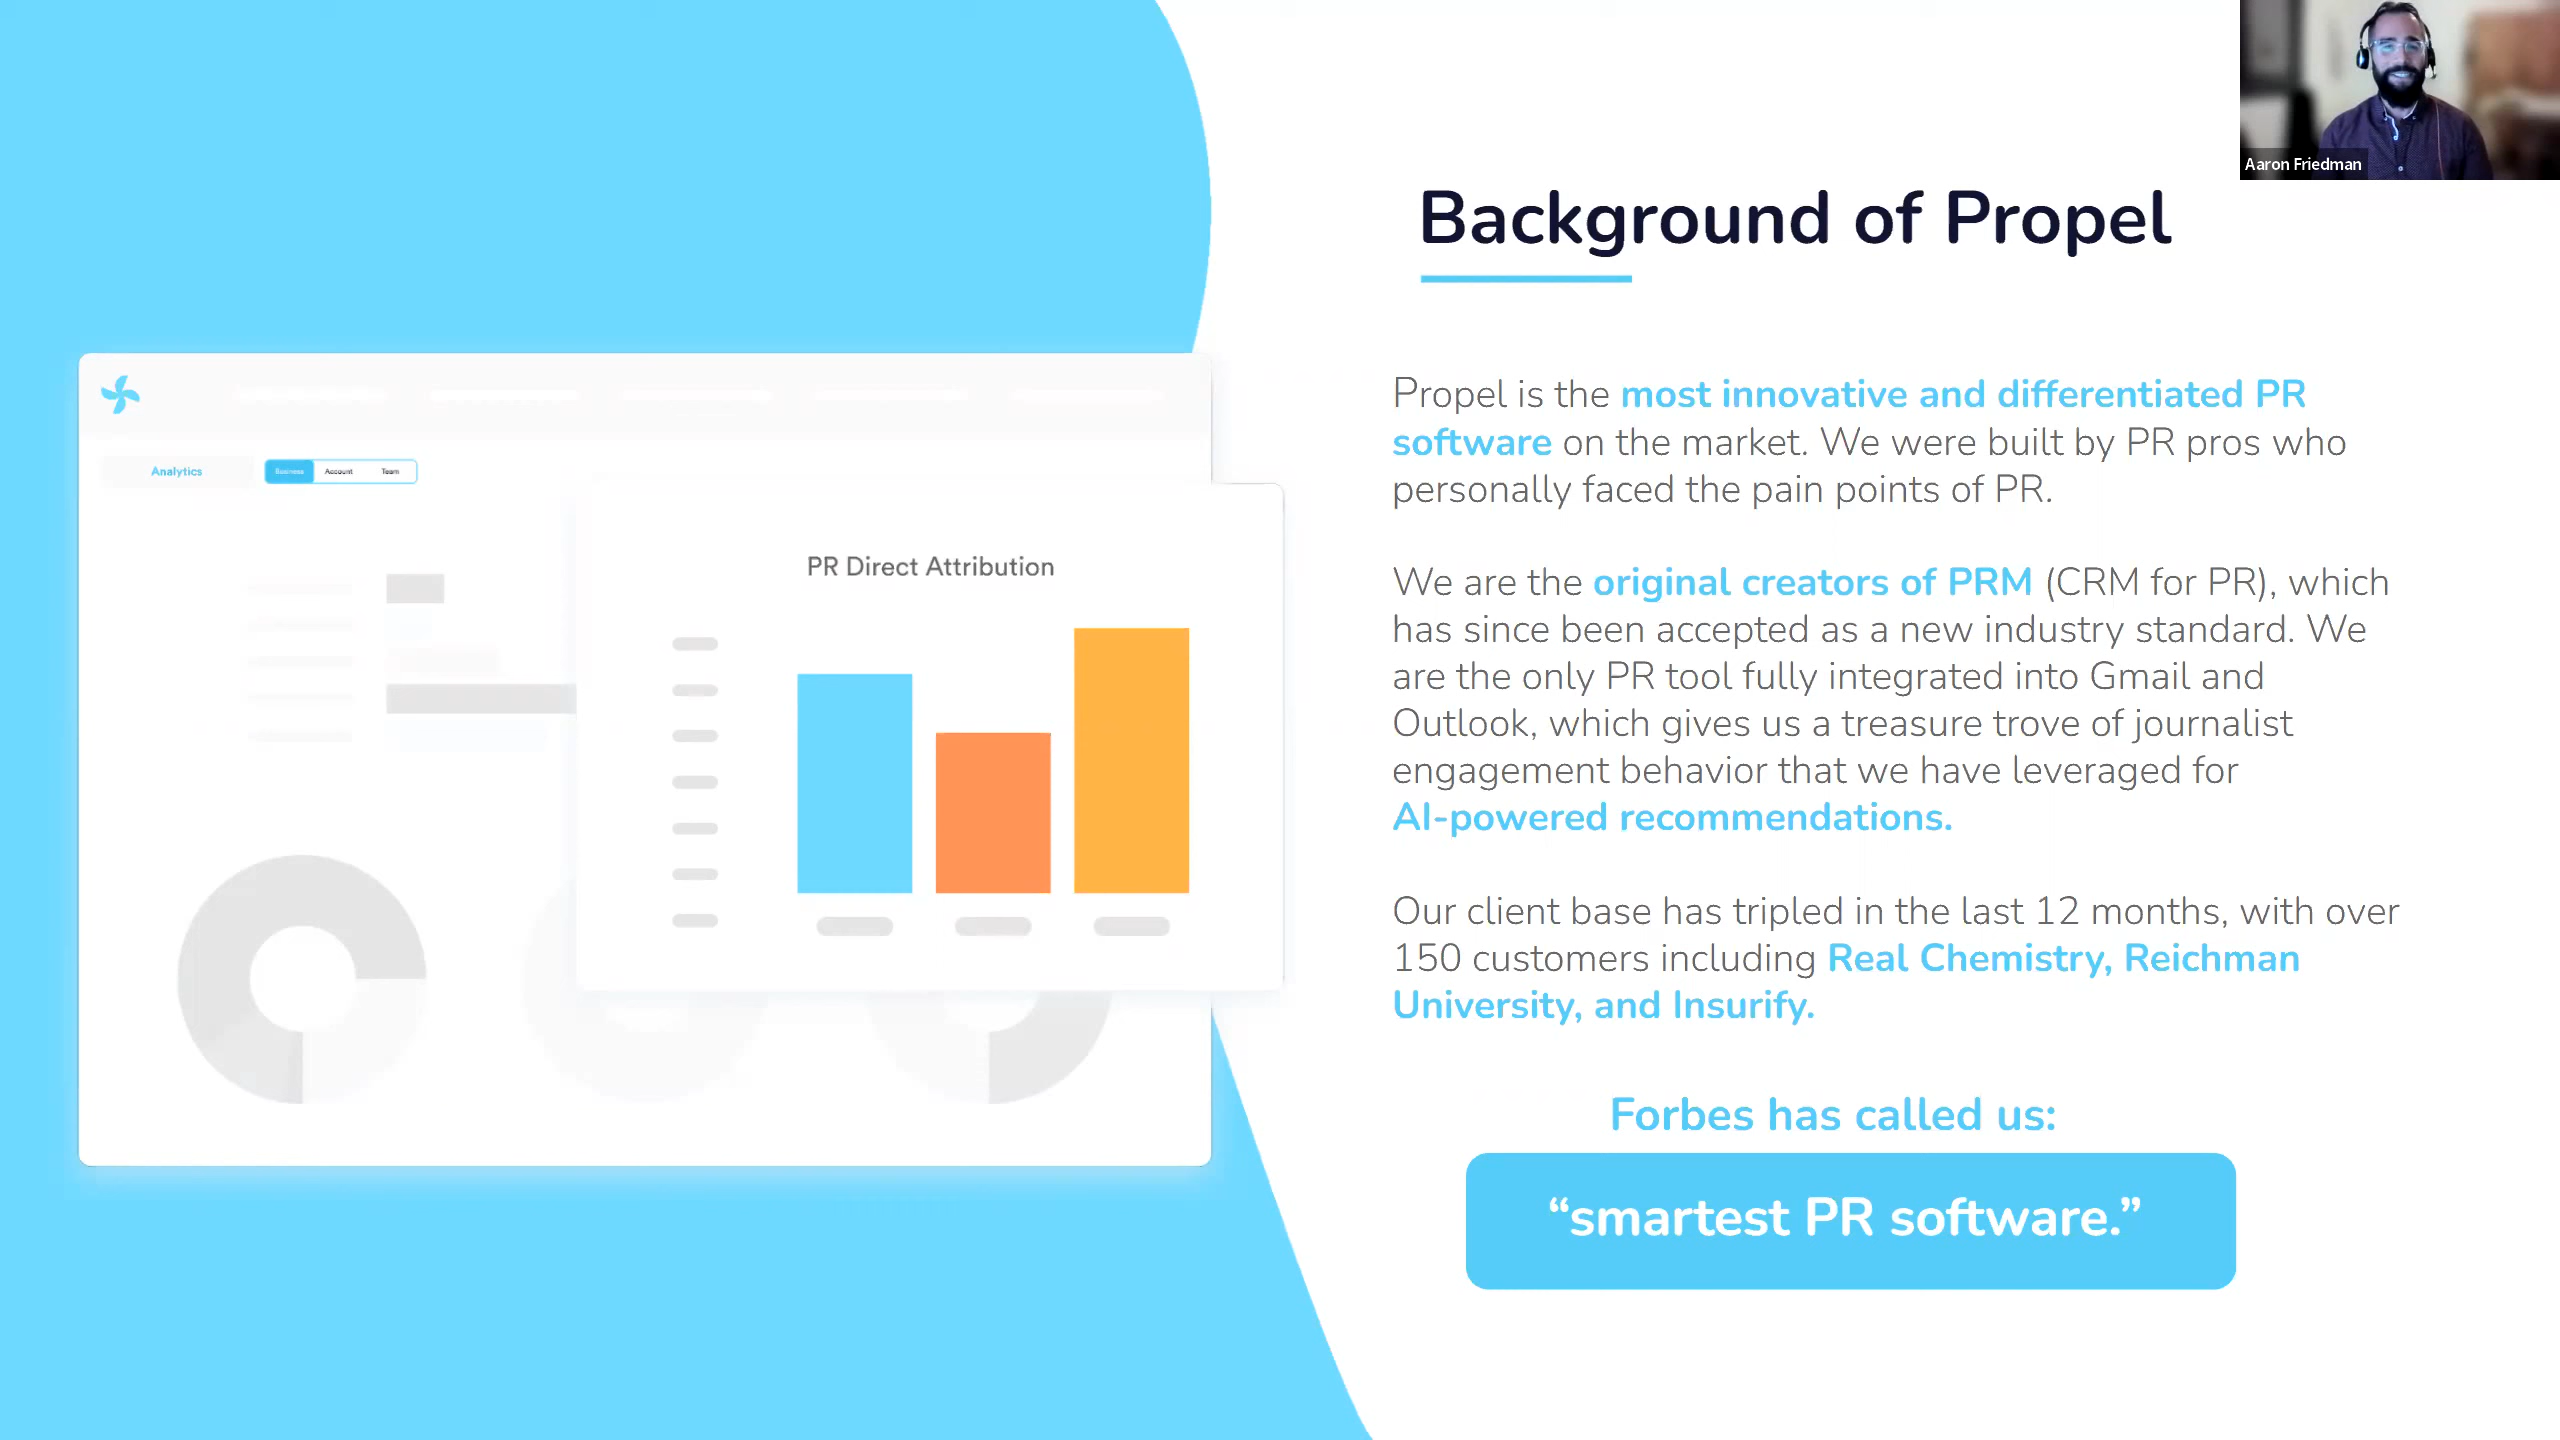 Aaron Friedman
Background of Propel
Analytics
Business Account Team
PR Direct Attribution
Propel is the most innovative and differentiated PR
software on the market. We were built by PR pros who
personally faced the pain points of PR.
We are the original creators of PRM (CRM for PR), which
has since been accepted as a new industry standard. We
are the only PR tool fully integrated into Gmail and
Outlook, which gives us a treasure trove of journalist
engagement behavior that we have leveraged for
AI-powered recommendations.
Our client base has tripled in the last 12 months, with over
150 customers including Real Chemistry, Reichman
University, and Insurify.
Forbes has called us:
“smartest PR software.”